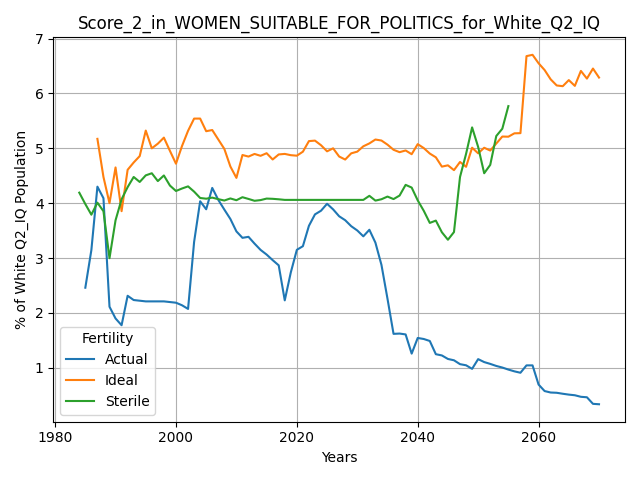 Score_2_in_WOMEN_SUITABLE_FOR_POLITICS_for_White_Q2_IQ
% of White Q2_IQ Population
7
6
5
4
3
2
1
Fertility
Actual
Ideal
Sterile
1980
2000
2020
2040
2060
Years